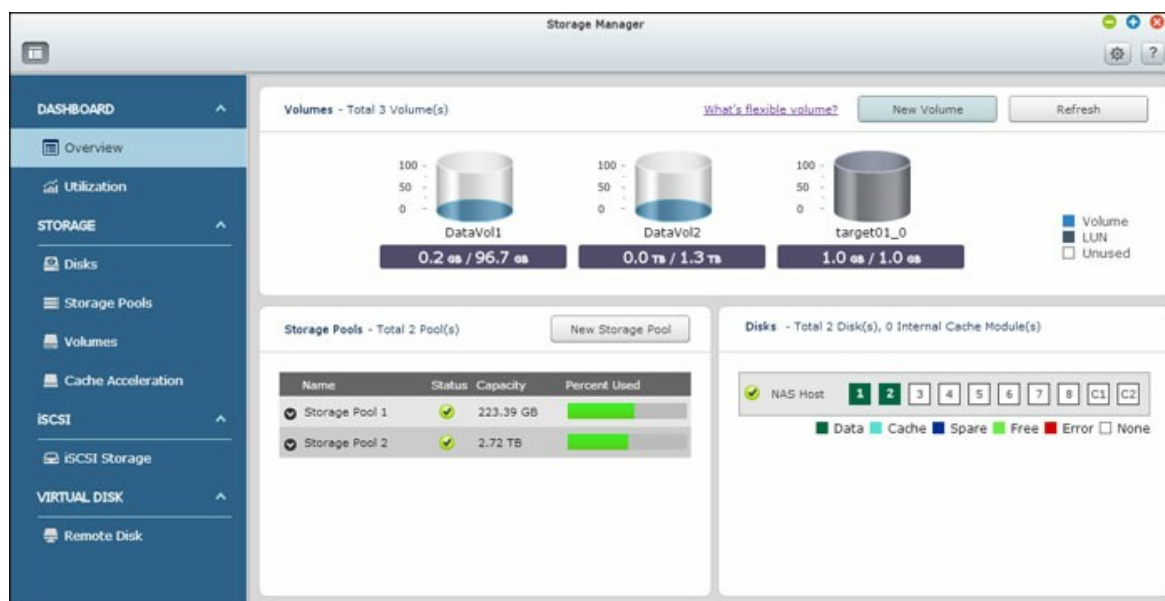 Storage Manager
?
DASHBOARD
Overview
Utilization
STORAGE
Disks
Storage Pools
Volumes
Cache Acceleration
iSCSI
iSCSI Storage
VIRTUAL DISK
Remote Disk
Volumes - Total 3 Volume(s)
What's flexible volume?
New Volume
Refresh
100
50
0
DataVol1
0.2 GB / 96.7 GB
100
50
0
DataVol2
0.0 TB / 1.3 TB
100
50
0
target01_0
1.0 GB / 1.0 GB
Volume
LUN
Unused
Storage Pools - Total 2 Pool(s)
New Storage Pool
Name Status Capacity Percent Used
Storage Pool 1 223.39 GB
Storage Pool 2 2.72 TB
Disks - Total 2 Disk(s), 0 Internal Cache Module(s)
NAS Host 1 2 3 4 5 6 7 8 C1 C2
Data Cache Spare Free Error None